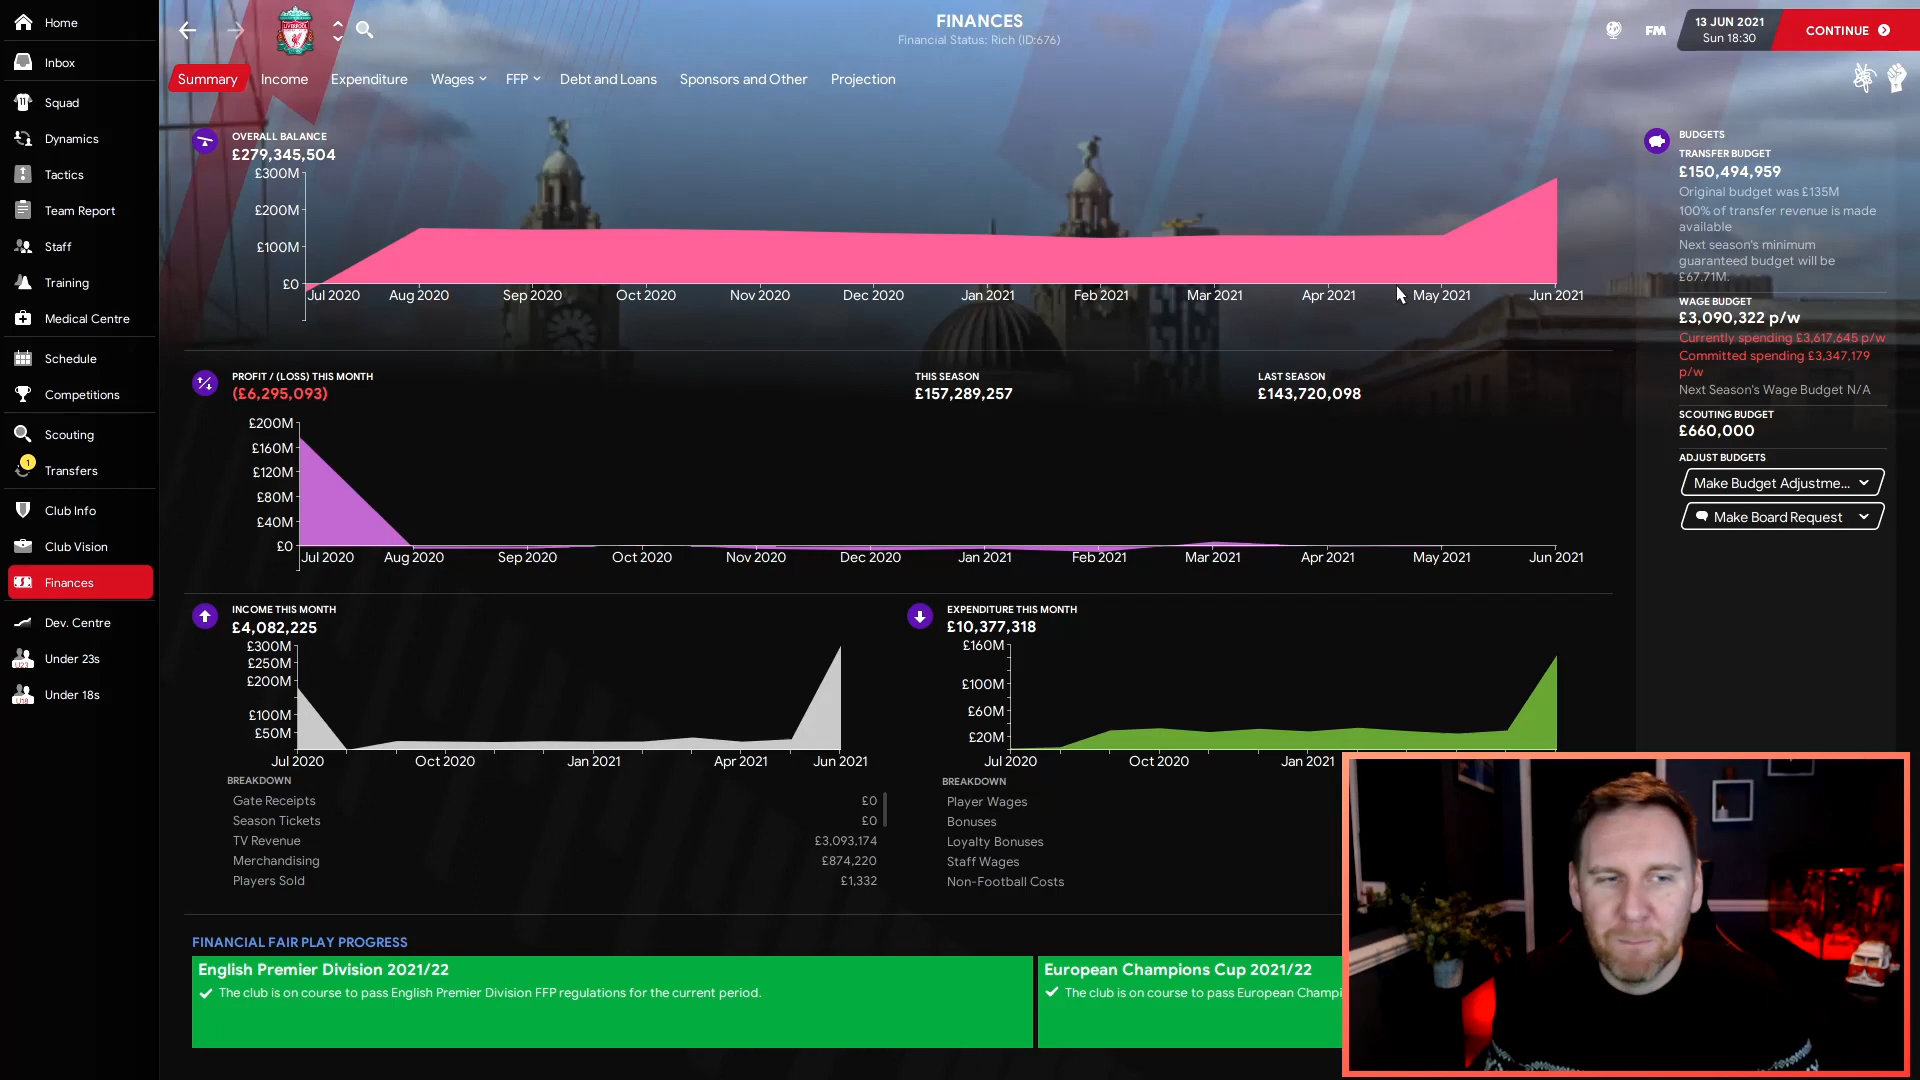 Home
Inbox
Squad
Dynamics
Tactics
Team Report
Staff
Training
Medical Centre
Schedule
Competitions
Scouting
1
Transfers
Club Info
Club Vision
Finances
Dev. Centre
Under 23s
Under 18s
FINANCES
Financial Status: Rich (ID:676)
FM
13 JUN 2021
Sun 18:30
CONTINUE
Summary
Income
Expenditure
Wages
FFP
Debt and Loans
Sponsors and Other
Projection
OVERALL BALANCE
£279,345,504
£300M
£200M
£100M
£0
Jul 2020 Aug 2020 Sep 2020 Oct 2020 Nov 2020 Dec 2020 Jan 2021 Feb 2021 Mar 2021 Apr 2021 May 2021 Jun 2021
PROFIT / (LOSS) THIS MONTH
(£6,295,093)
THIS SEASON
£157,289,257
LAST SEASON
£143,720,098
£200M
£160M
£120M
£80M
£40M
£0
Jul 2020 Aug 2020 Sep 2020 Oct 2020 Nov 2020 Dec 2020 Jan 2021 Feb 2021 Mar 2021 Apr 2021 May 2021 Jun 2021
INCOME THIS MONTH
£4,082,225
£300M
£250M
£200M
£100M
£50M
Jul 2020 Oct 2020 Jan 2021 Apr 2021 Jun 2021
BREAKDOWN
Gate Receipts £0
Season Tickets £0
TV Revenue £3,093,174
Merchandising £874,220
Players Sold £1,332
EXPENDITURE THIS MONTH
£10,377,318
£160M
£100M
£60M
£20M
Jul 2020 Oct 2020 Jan 2021
BREAKDOWN
Player Wages
Bonuses
Loyalty Bonuses
Staff Wages
Non-Football Costs
FINANCIAL FAIR PLAY PROGRESS
English Premier Division 2021/22
The club is on course to pass English Premier Division FFP regulations for the current period.
European Champions Cup 2021/22
The club is on course to pass European Champi
BUDGETS
TRANSFER BUDGET
£150,494,959
Original budget was £135M
100% of transfer revenue is made
available
Next season's minimum
guaranteed budget will be
£67.71M.
WAGE BUDGET
£3,090,322 p/w
Currently spending £3,617,645 p/w
Committed spending £3,347,179
p/w
Next Season's Wage Budget N/A
SCOUTING BUDGET
£660,000
ADJUST BUDGETS
Make Budget Adjustme...
Make Board Request